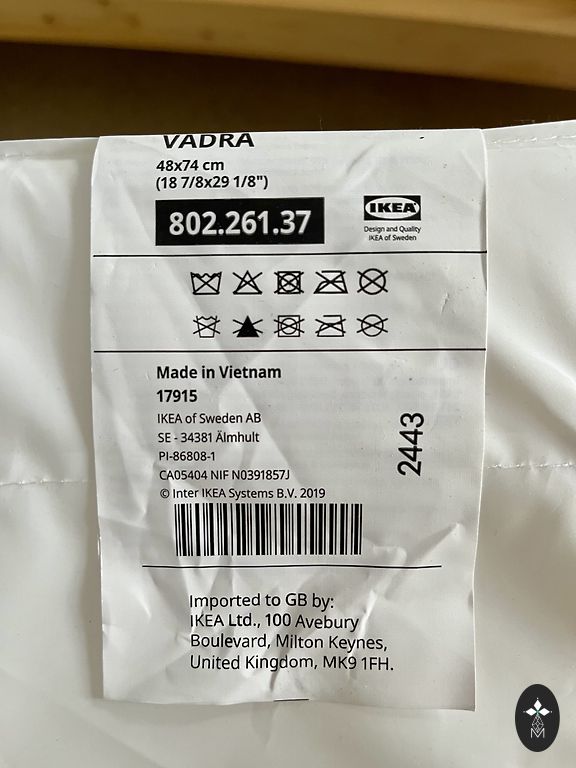 VÄDRA
48x74 cm
(18 7/8x29 1/8")
802.261.37
IKEA
Design and Quality
IKEA of Sweden
Made in Vietnam
17915
IKEA of Sweden AB
SE - 34381 Älmhult
PI-86808-1
CA05404 NIF N0391857J
© Inter IKEA Systems B.V. 2019
2443
Imported to GB by:
IKEA Ltd., 100 Avebury
Boulevard, Milton Keynes,
United Kingdom, MK9 1FH.
M